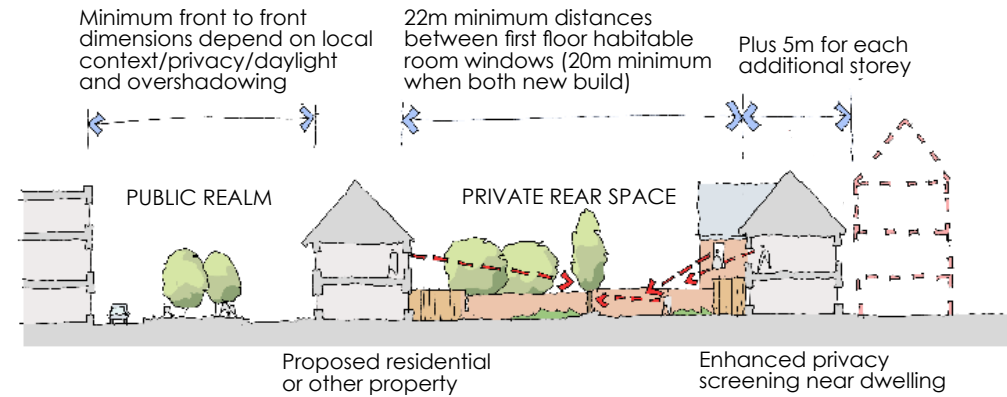 Minimum front to front
dimensions depend on local
context/privacy/daylight
and overshadowing
22m minimum distances
between first floor habitable
room windows (20m minimum
when both new build)
Plus 5m for each
additional storey
PUBLIC REALM
PRIVATE REAR SPACE
Proposed residential
or other property
Enhanced privacy
screening near dwelling